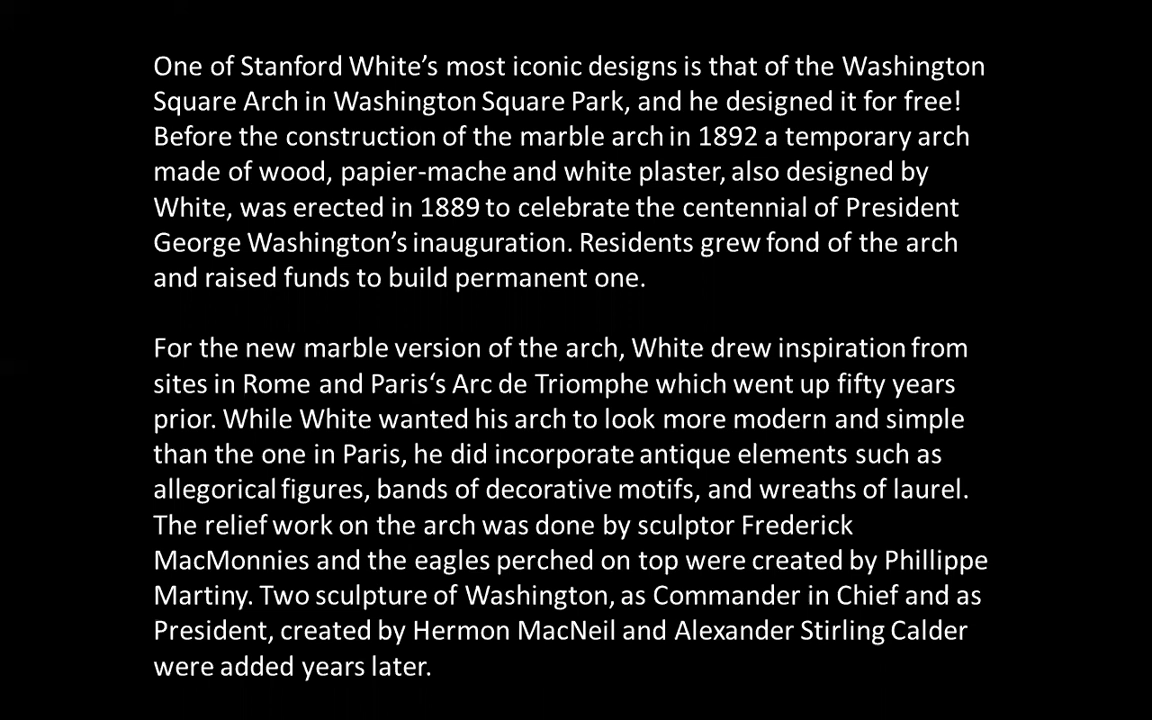 One of Stanford White’s most iconic designs is that of the Washington
Square Arch in Washington Square Park, and he designed it for free!
Before the construction of the marble arch in 1892 a temporary arch
made of wood, papier-mache and white plaster, also designed by
White, was erected in 1889 to celebrate the centennial of President
George Washington’s inauguration. Residents grew fond of the arch
and raised funds to build permanent one.
For the new marble version of the arch, White drew inspiration from
sites in Rome and Paris‘s Arc de Triomphe which went up fifty years
prior. While White wanted his arch to look more modern and simple
than the one in Paris, he did incorporate antique elements such as
allegorical figures, bands of decorative motifs, and wreaths of laurel.
The relief work on the arch was done by sculptor Frederick
MacMonnies and the eagles perched on top were created by Phillippe
Martiny. Two sculpture of Washington, as Commander in Chief and as
President, created by Hermon MacNeil and Alexander Stirling Calder
were added years later.